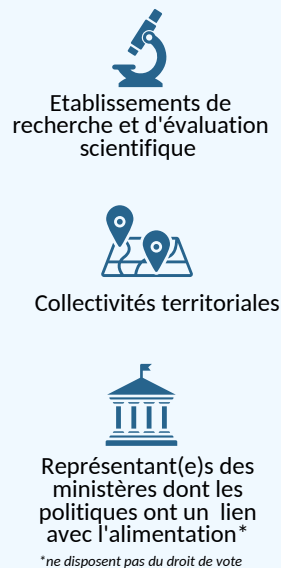 Etablissements de
recherche et d'évaluation
scientifique
Collectivités territoriales
Représentant(e)s des
ministères dont les
politiques ont un lien
avec l'alimentation*
*ne disposent pas du droit de vote